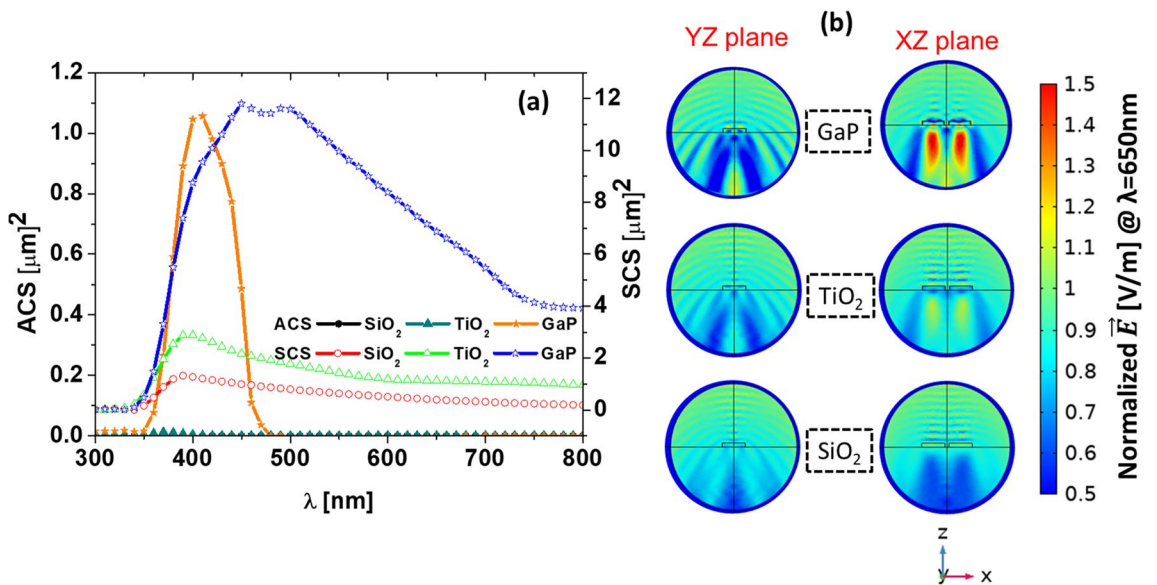 (b)
YZ plane
XZ plane
(a)
1.2
1.0
0.8
0.6
0.4
0.2
0.0
ACS [μm]²
12
10
8
6
4
2
0
SCS [μm]²
ACS SiO₂ TiO₂ GaP
SCS SiO₂ TiO₂ GaP
300 400 500 600 700 800
λ [nm]
GaP
TiO₂
SiO₂
1.5
1.4
1.3
1.2
1.1
1
0.9
0.8
0.7
0.6
0.5
Normalized E⃗ [V/m] @ λ=650nm
z
y x